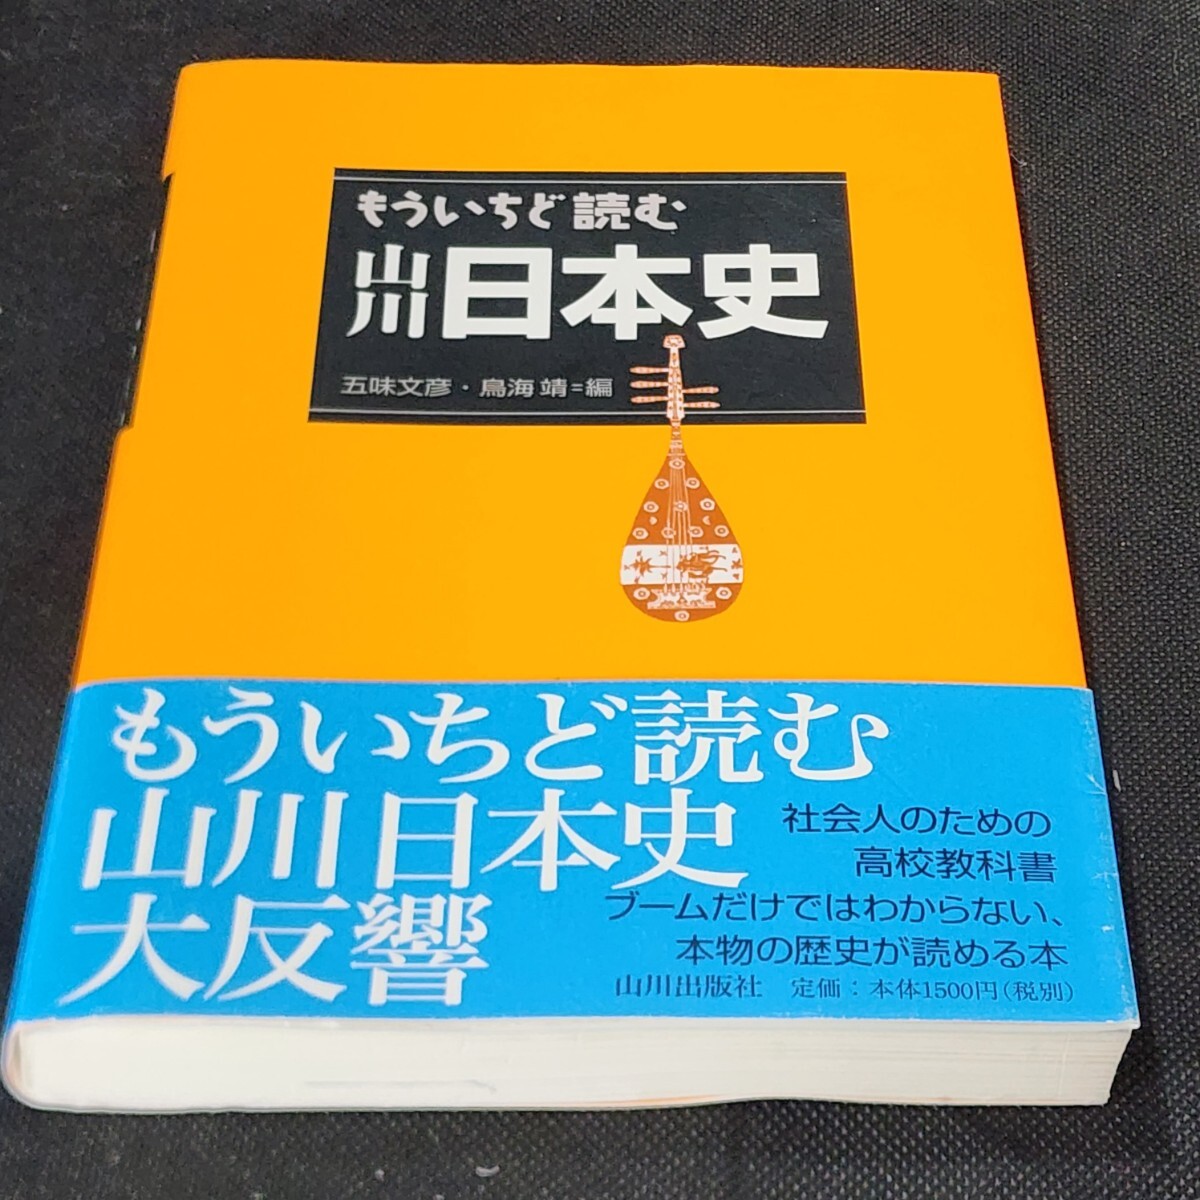 もういちど読む
山川日本史
五味文彦・鳥海 靖=編
もういちど読む
山川日本史
大反響
社会人のための
高校教科書
ブームだけではわからない、
本物の歴史が読める本
山川出版社 定価:本体1500円(税別)